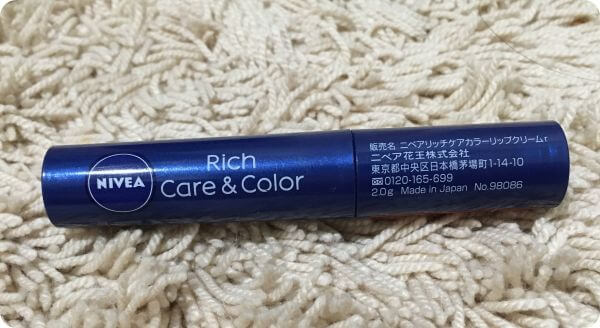 NIVEA
Rich
Care & Color
販売名 ニベアリッチケアカラーリップクリームτ
ニベア花王株式会社
東京都中央区日本橋茅場町1-14-10
0120-165-699
2.0g Made in Japan No.98086